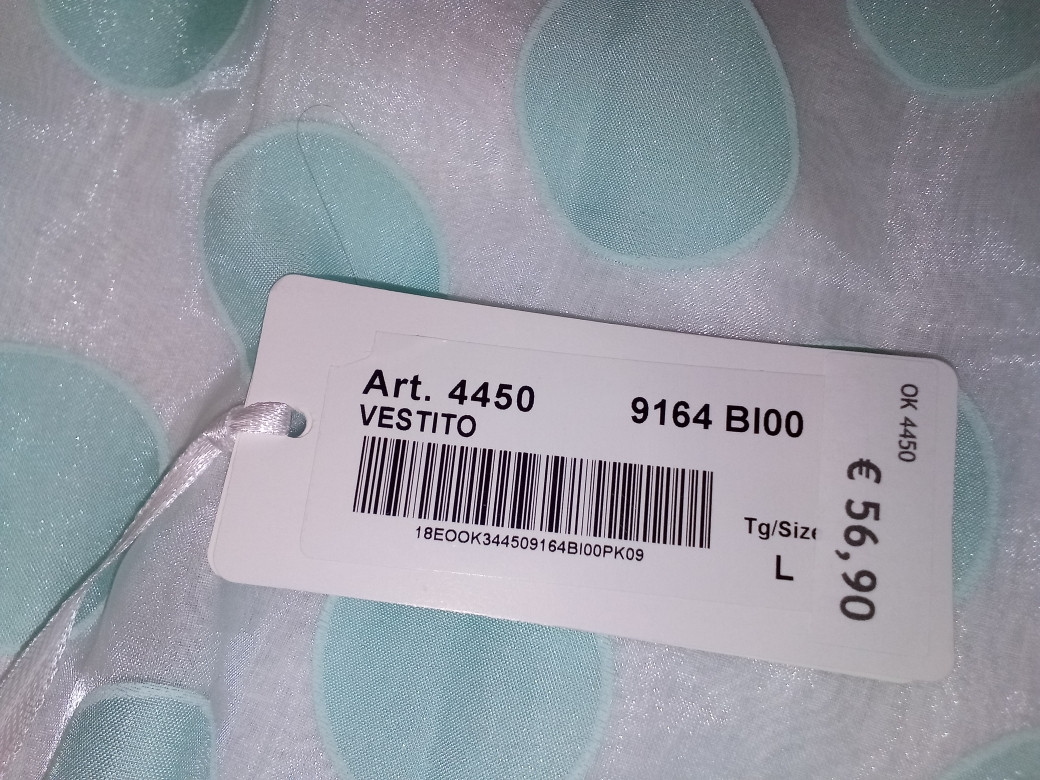 Art. 4450
9164 BI00
VESTITO
18EOOK344509164BI00PK09
Tg/Size
L
OK 4450
€ 56,90